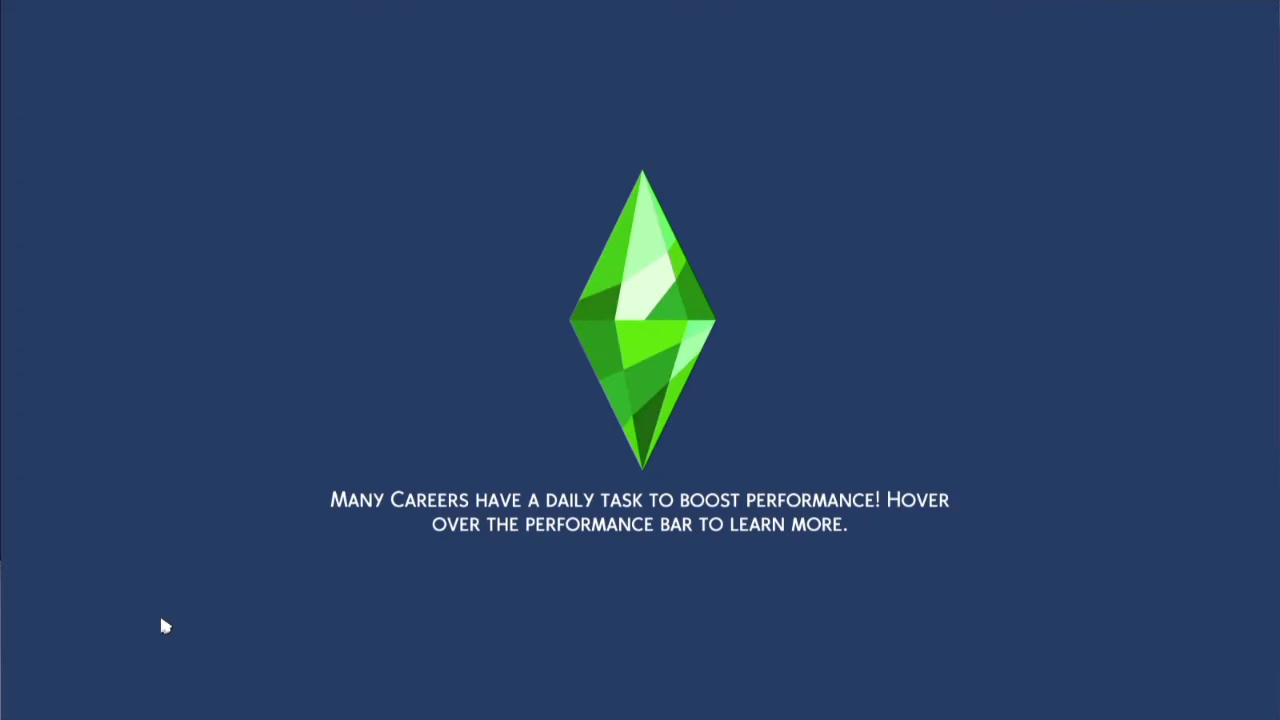 Many Careers have a daily task to boost performance! Hover
over the performance bar to learn more.